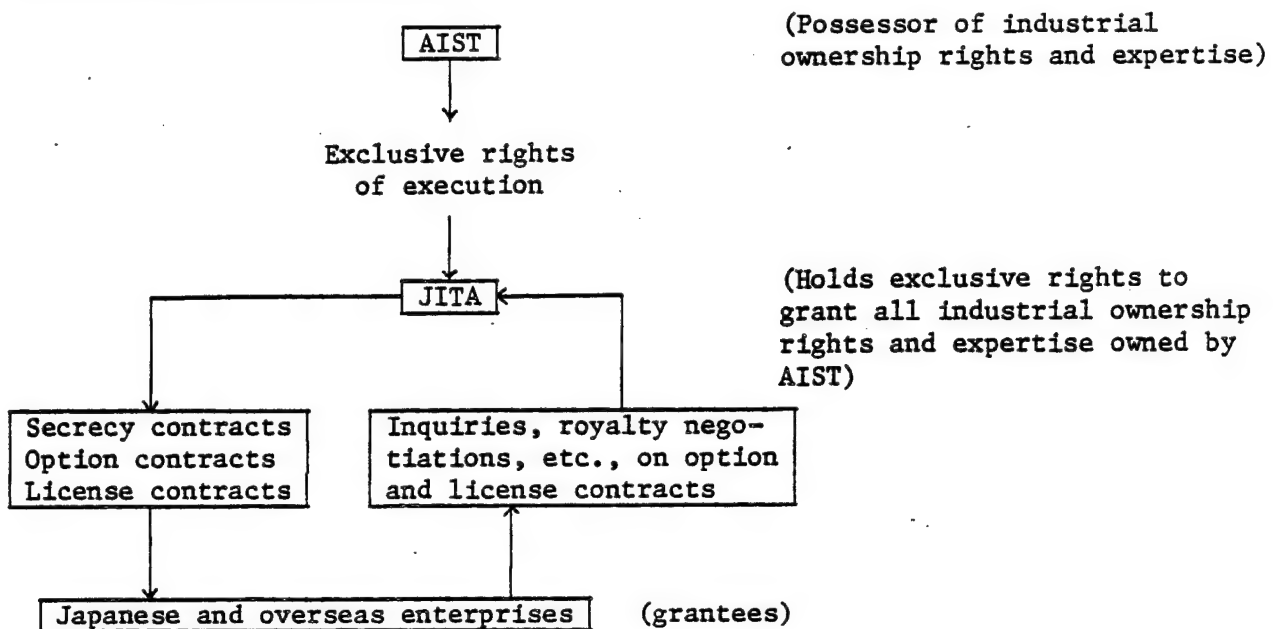 AIST
(Possessor of industrial
ownership rights and expertise)
Exclusive rights
of execution
JITA
(Holds exclusive rights to
grant all industrial ownership
rights and expertise owned by
AIST)
Secrecy contracts
Option contracts
License contracts
Inquiries, royalty nego-
tiations, etc., on option
and license contracts
Japanese and overseas enterprises (grantees)